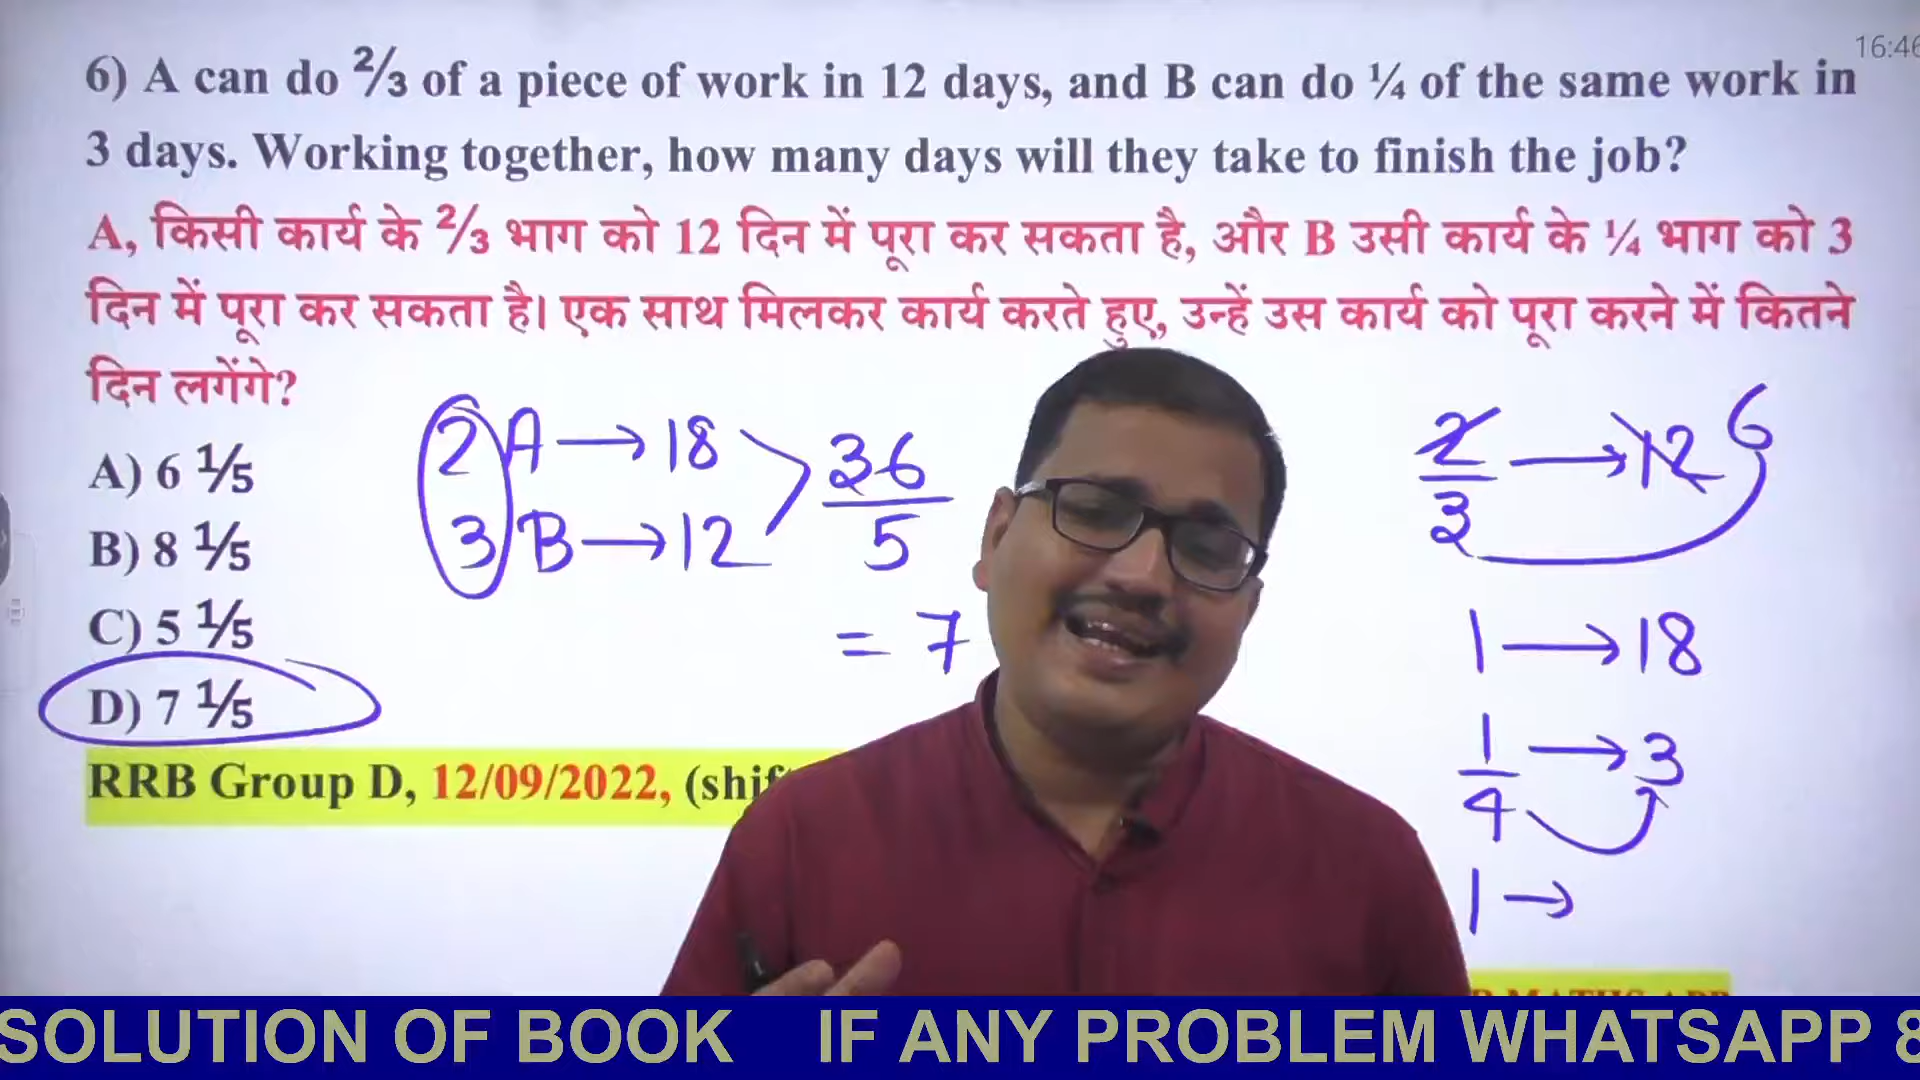 16:46
6) A can do ⅔ of a piece of work in 12 days, and B can do ¼ of the same work in
3 days. Working together, how many days will they take to finish the job?
A, किसी कार्य के ⅔ भाग को 12 दिन में पूरा कर सकता है, और B उसी कार्य के ¼ भाग को 3
दिन में पूरा कर सकता है। एक साथ मिलकर कार्य करते हुए, उन्हें उस कार्य को पूरा करने में कितने
दिन लगेंगे?
A) 6 ⅕
B) 8 ⅕
C) 5 ⅕
D) 7 ⅕
RRB Group D, 12/09/2022, (shif
2 A → 18
3 B → 12
36
5
= 7
2/3 → 12 6
1 → 18
1/4 → 3
1 →
SOLUTION OF BOOK IF ANY PROBLEM WHATSAPP 8